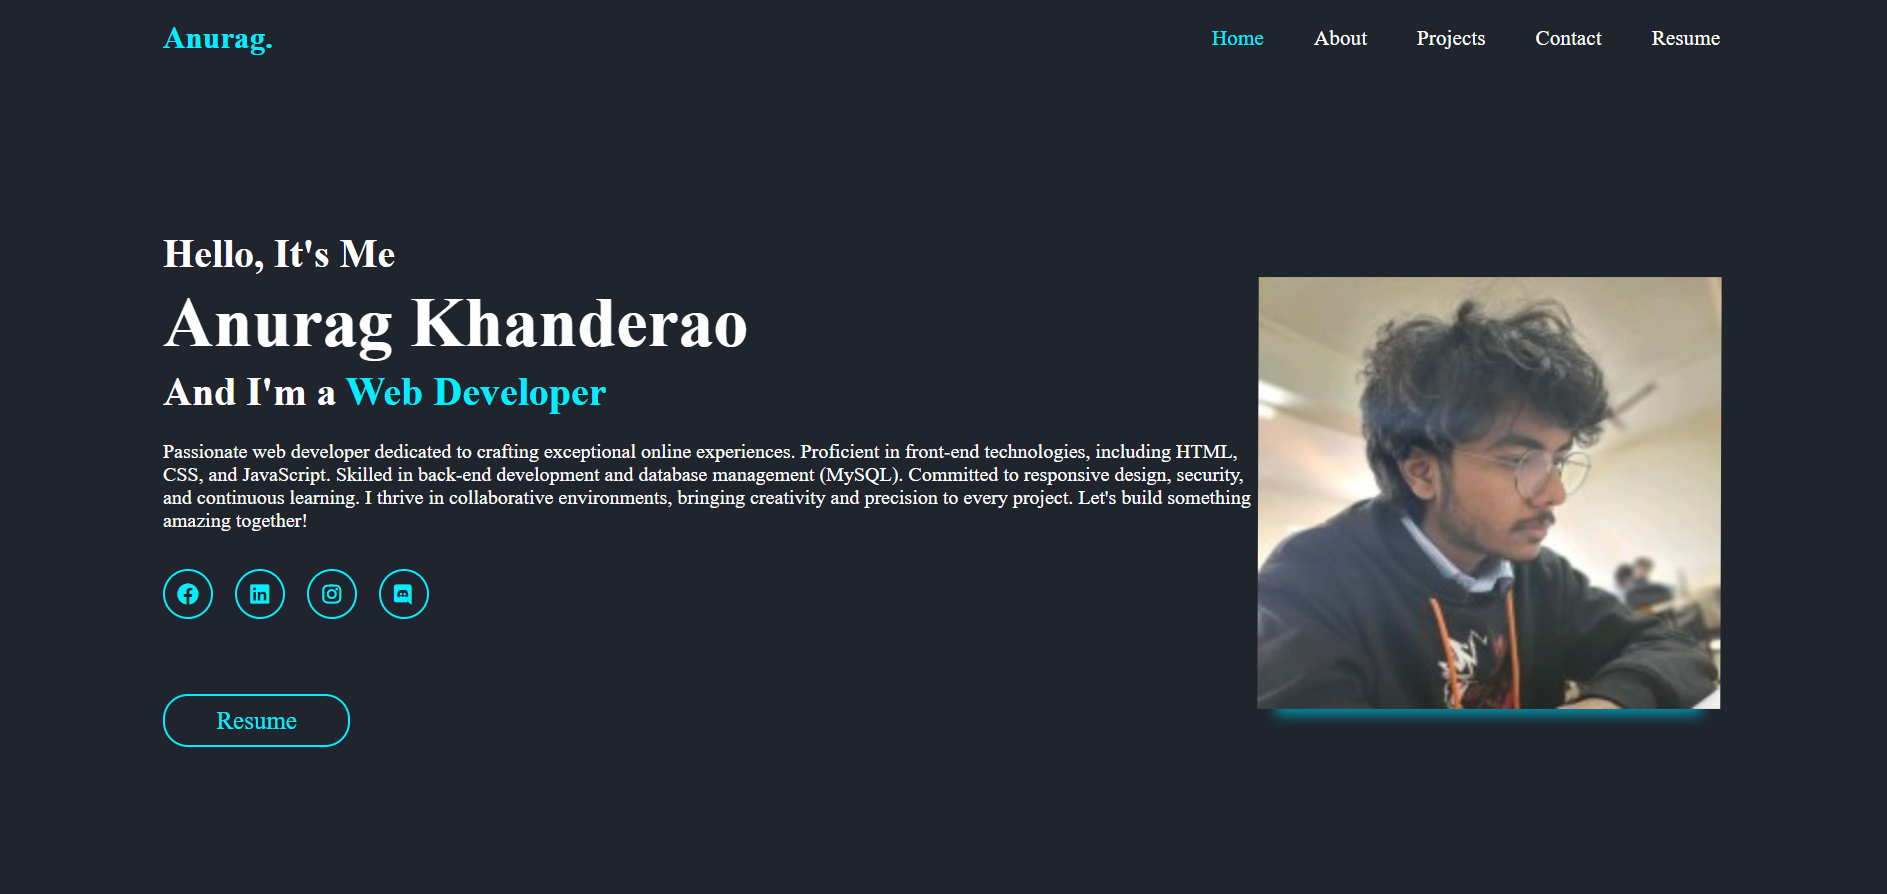 Anurag.
Home
About
Projects
Contact
Resume
Hello, It's Me
Anurag Khanderao
And I'm a Web Developer
Passionate web developer dedicated to crafting exceptional online experiences. Proficient in front-end technologies, including HTML,
CSS, and JavaScript. Skilled in back-end development and database management (MySQL). Committed to responsive design, security,
and continuous learning. I thrive in collaborative environments, bringing creativity and precision to every project. Let's build something
amazing together!
Resume